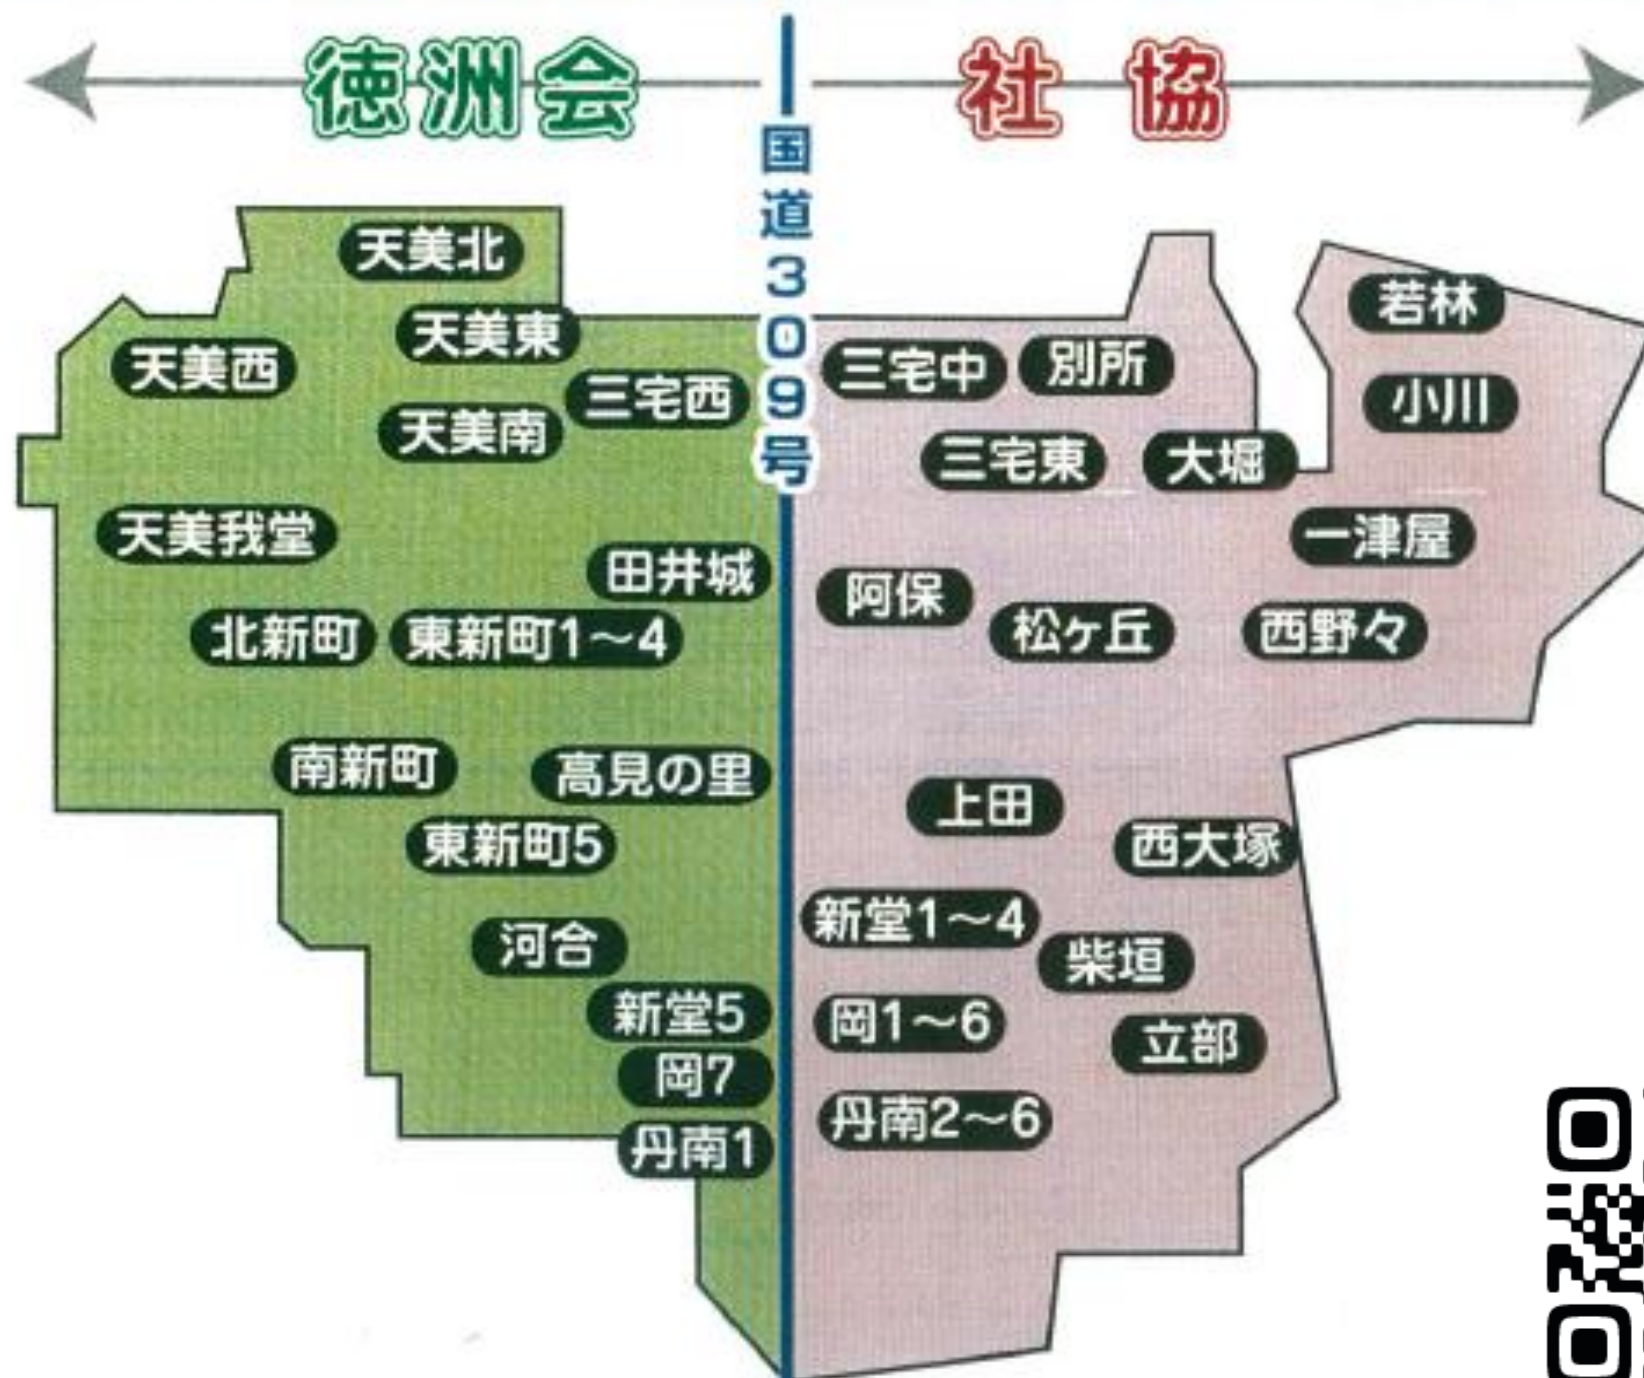 徳洲会
社協
国道309号
天美北
天美東
天美西
三宅西
天美南
天美我堂
田井城
北新町
東新町1～4
南新町
高見の里
東新町5
河合
新堂5
岡7
丹南1
若林
三宅中
別所
小川
三宅東
大堀
一津屋
阿保
松ヶ丘
西野々
上田
西大塚
新堂1～4
柴垣
岡1～6
立部
丹南2～6